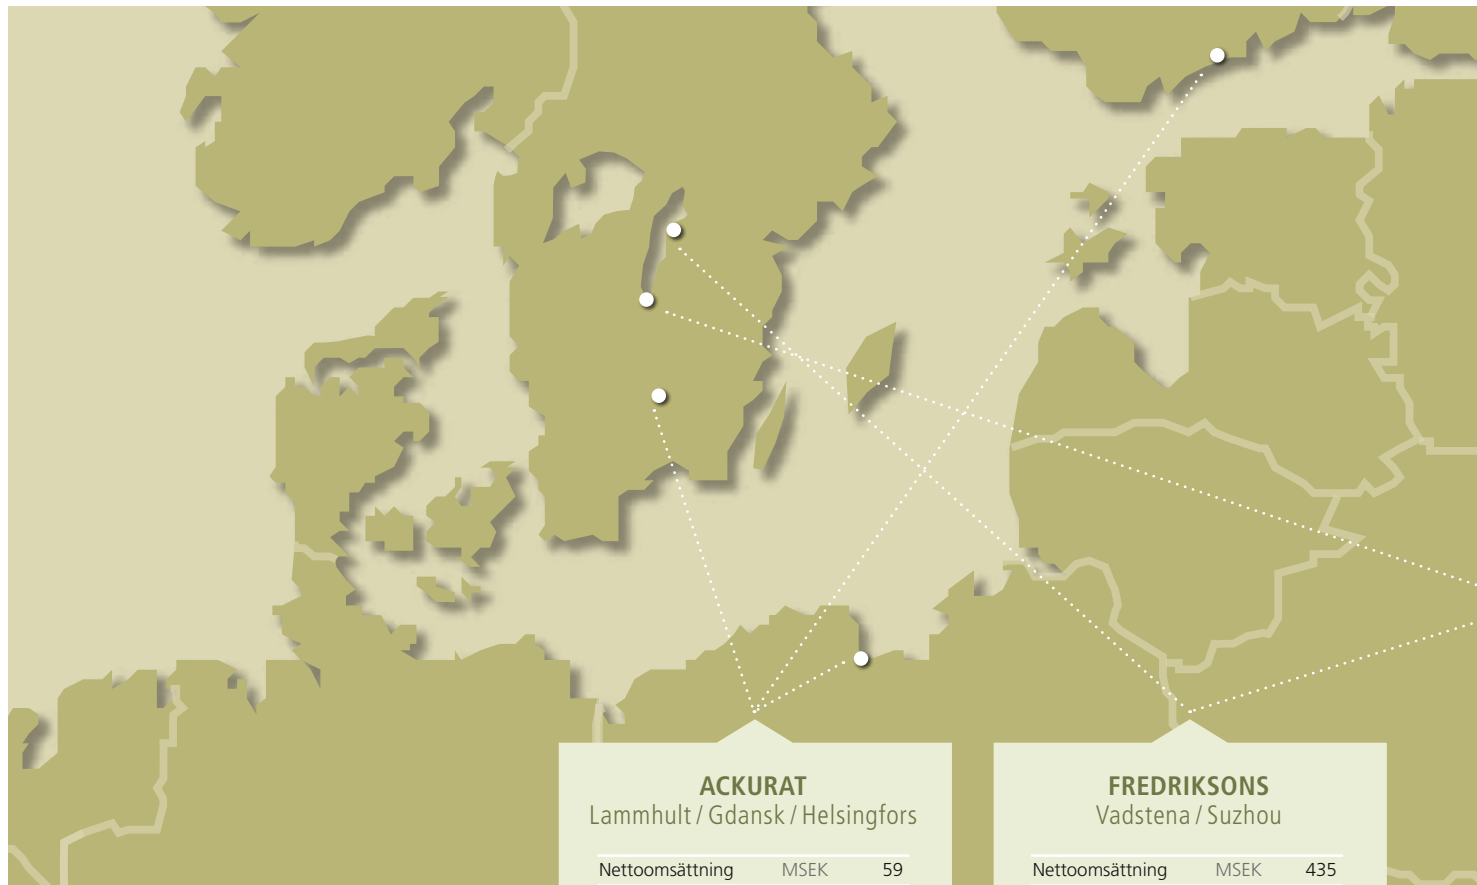 ACKURAT
Lammhult / Gdansk / Helsingfors
Nettoomsättning MSEK 59
FREDRIKSONS
Vadstena / Suzhou
Nettoomsättning MSEK 435